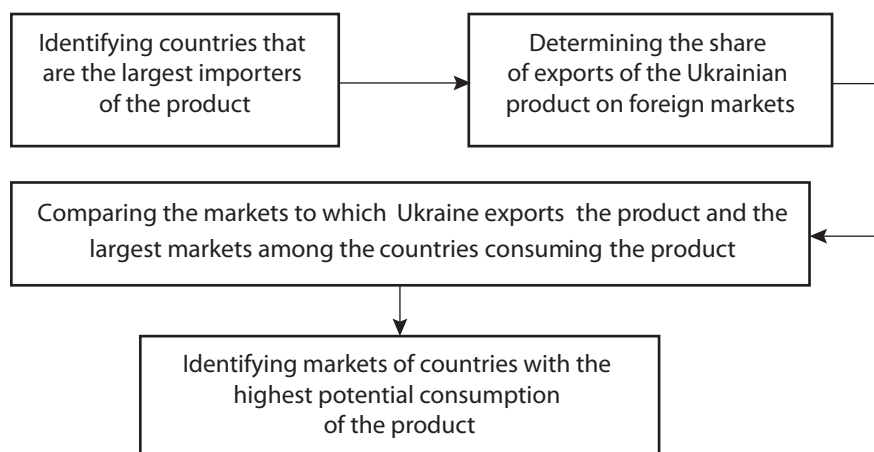 Identifying countries that
are the largest importers
of the product
Determining the share
of exports of the Ukrainian
product on foreign markets
Comparing the markets to which Ukraine exports the product and the
largest markets among the countries consuming the product
Identifying markets of countries with the
highest potential consumption
of the product